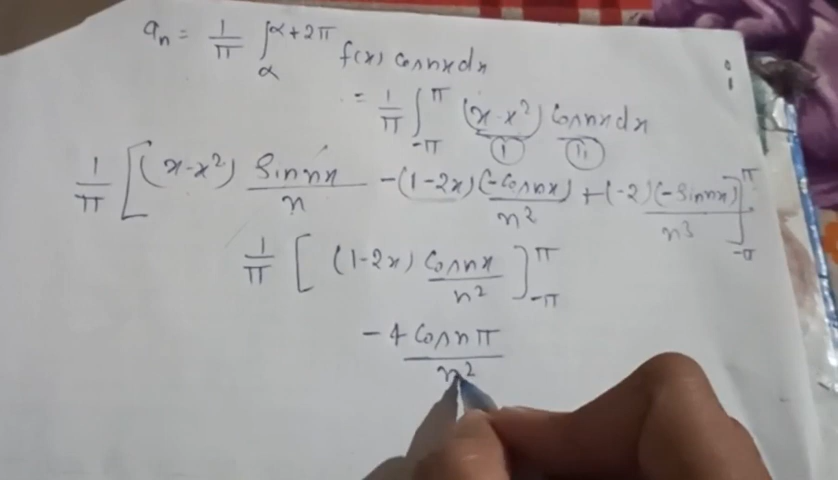 aₙ = 1/π ∫_α^{α+2π} f(x) cos nx dx
= 1/π ∫_{-π}^{π} (x-x²) cos nx dx
(i) (ii)
1/π [(x-x²) sin nx/n -(1-2x)(-cos nx)/n² +(-2)(-sin nx)/n³]_{-π}^{π}
1/π [(1-2x) cos nx/n²]_{-π}^{π}
-4 cos nπ/n²